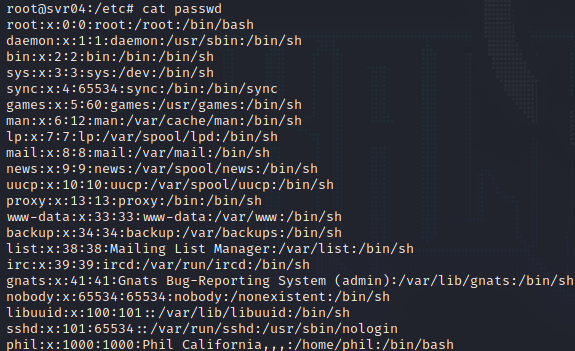 root@svr04:/etc# cat passwd
root:x:0:0:root:/root:/bin/bash
daemon:x:1:1:daemon:/usr/sbin:/bin/sh
bin:x:2:2:bin:/bin:/bin/sh
sys:x:3:3:sys:/dev:/bin/sh
sync:x:4:65534:sync:/bin:/bin/sync
games:x:5:60:games:/usr/games:/bin/sh
man:x:6:12:man:/var/cache/man:/bin/sh
lp:x:7:7:lp:/var/spool/lpd:/bin/sh
mail:x:8:8:mail:/var/mail:/bin/sh
news:x:9:9:news:/var/spool/news:/bin/sh
uucp:x:10:10:uucp:/var/spool/uucp:/bin/sh
proxy:x:13:13:proxy:/bin:/bin/sh
www-data:x:33:33:www-data:/var/www:/bin/sh
backup:x:34:34:backup:/var/backups:/bin/sh
list:x:38:38:Mailing List Manager:/var/list:/bin/sh
irc:x:39:39:ircd:/var/run/ircd:/bin/sh
gnats:x:41:41:Gnats Bug-Reporting System (admin):/var/lib/gnats:/bin/sh
nobody:x:65534:65534:nobody:/nonexistent:/bin/sh
libuuid:x:100:101::/var/lib/libuuid:/bin/sh
sshd:x:101:65534::/var/run/sshd:/usr/sbin/nologin
phil:x:1000:1000:Phil California,,,:/home/phil:/bin/bash